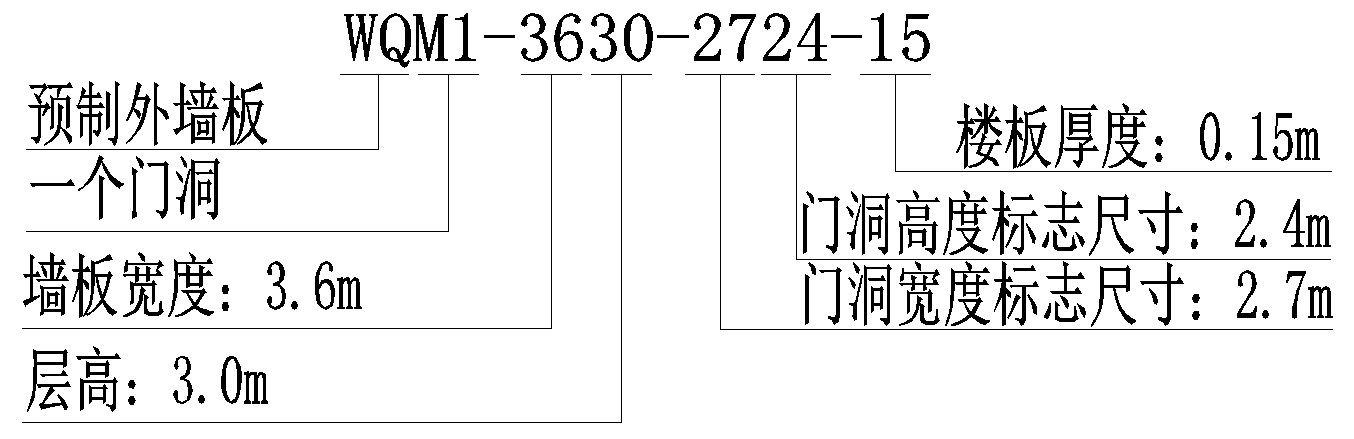 WQM1-3630-2724-15
预制外墙板
一个门洞
墙板宽度：3.6m
层高：3.0m
楼板厚度：0.15m
门洞高度标志尺寸：2.4m
门洞宽度标志尺寸：2.7m